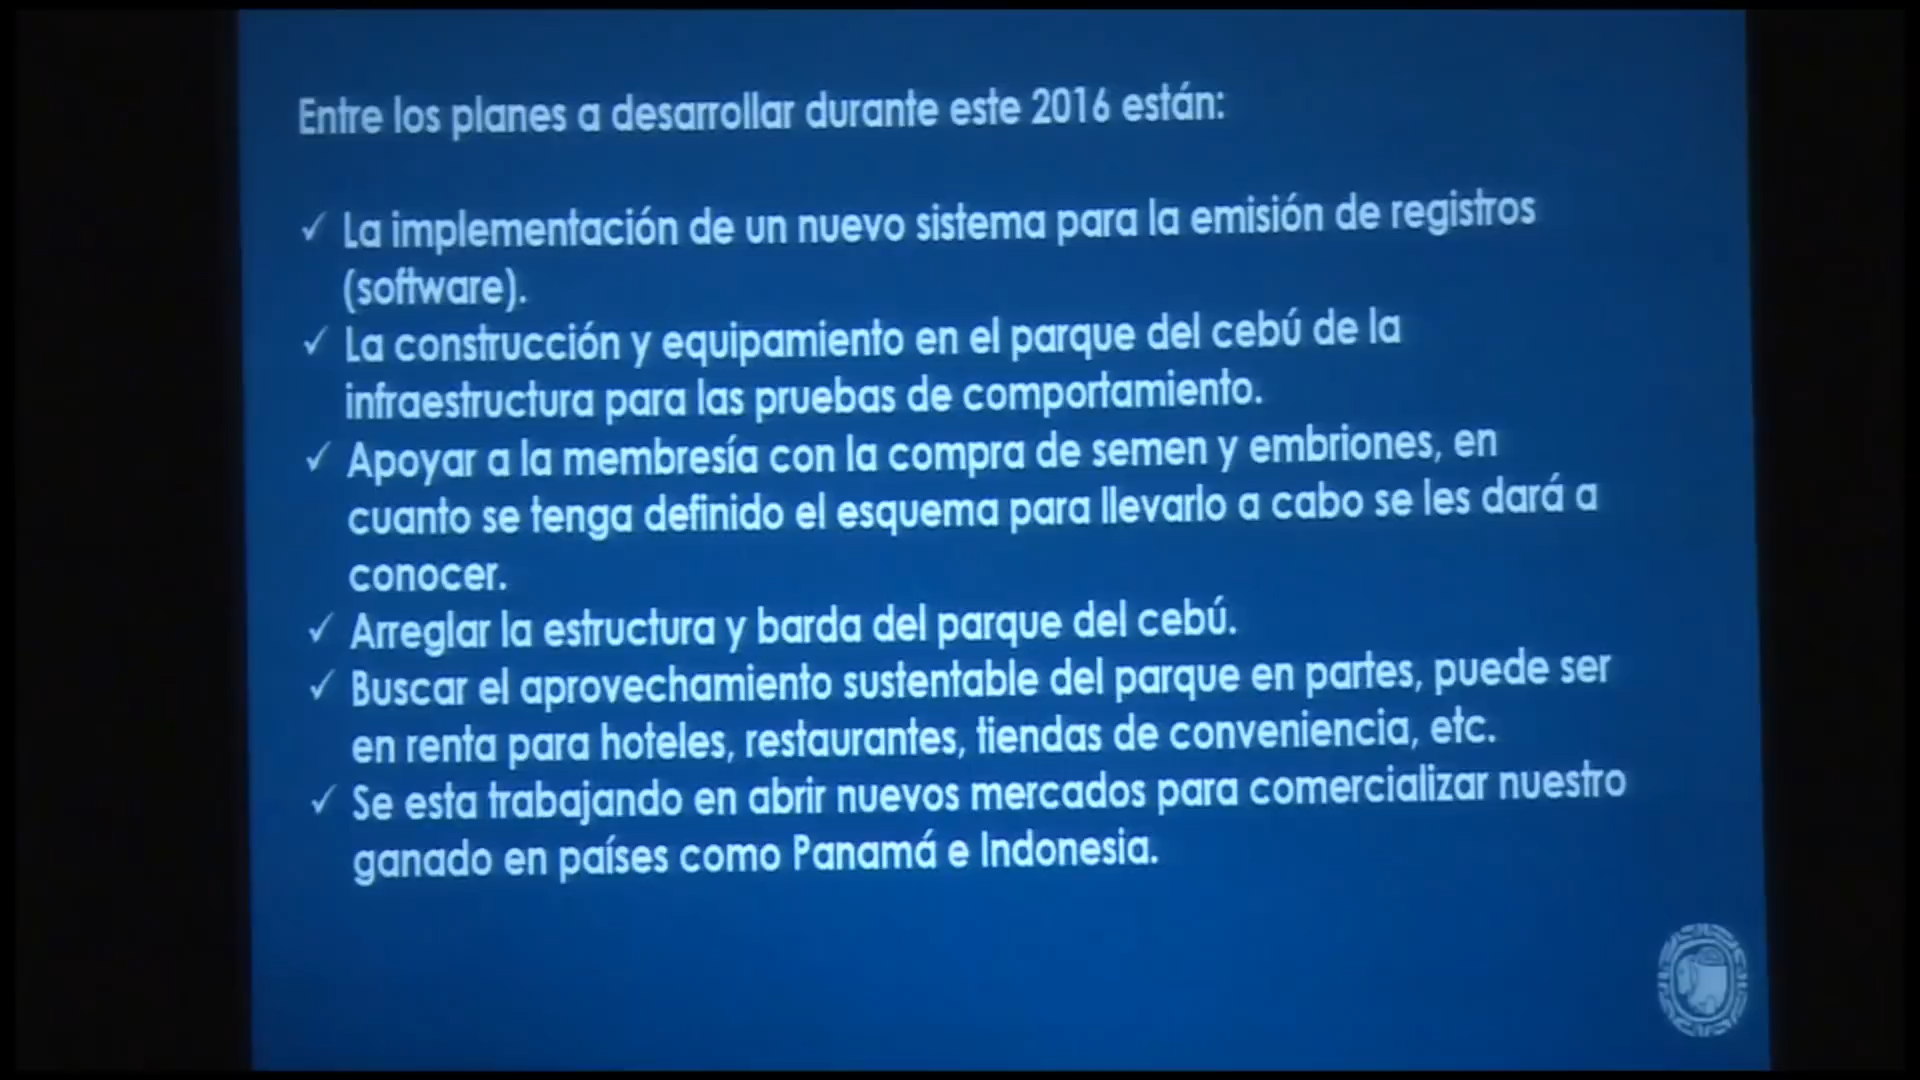 Entre los planes a desarrollar durante este 2016 están:
✓ La implementación de un nuevo sistema para la emisión de registros
(software).
✓ La construcción y equipamiento en el parque del cebú de la
infraestructura para las pruebas de comportamiento.
✓ Apoyar a la membresía con la compra de semen y embriones, en
cuanto se tenga definido el esquema para llevarlo a cabo se les dará a
conocer.
✓ Arreglar la estructura y barda del parque del cebú.
✓ Buscar el aprovechamiento sustentable del parque en partes, puede ser
en renta para hoteles, restaurantes, tiendas de conveniencia, etc.
✓ Se esta trabajando en abrir nuevos mercados para comercializar nuestro
ganado en países como Panamá e Indonesia.